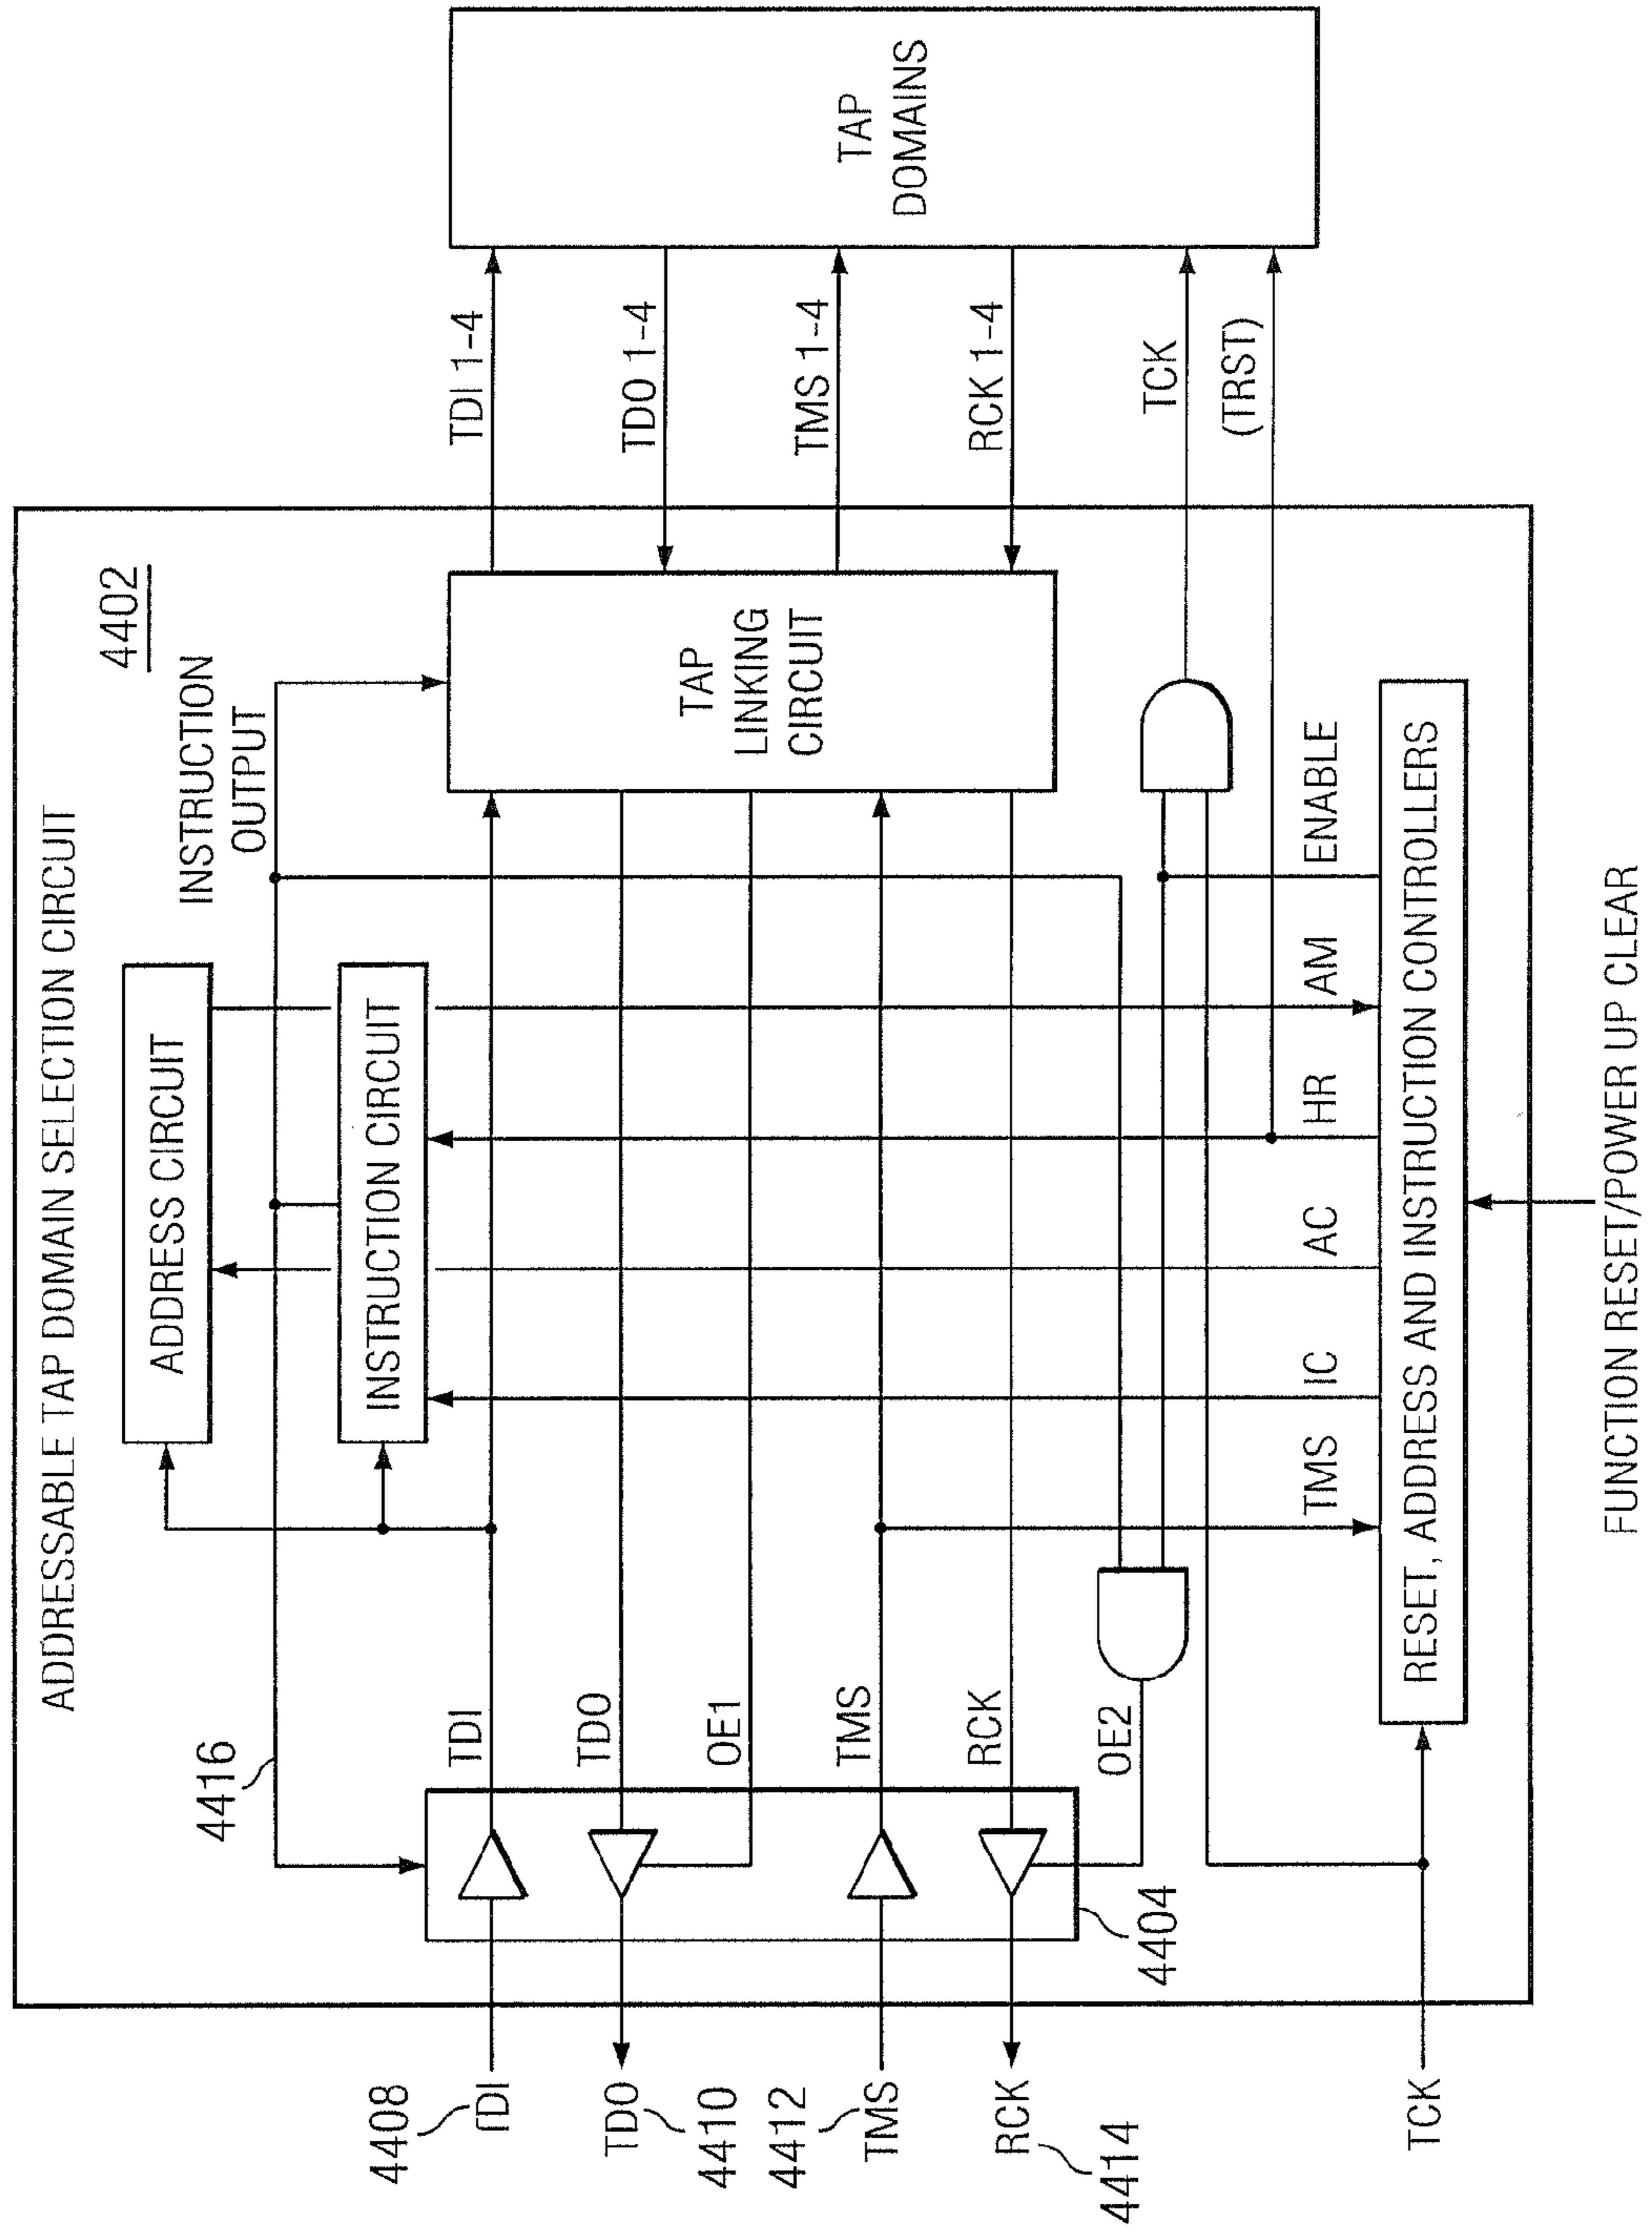 ADDRESSABLE TAP DOMAIN SELECTION CIRCUIT
4402
4416
INSTRUCTION
OUTPUT
ADDRESS CIRCUIT
INSTRUCTION CIRCUIT
4408
TDI
TDI
TDI 1-4
TDO
4410
TDO
TDO 1-4
OE1
TAP
LINKING
CIRCUIT
TAP
DOMAINS
4412
TMS
TMS
TMS 1-4
RCK
4414
RCK
RCK 1-4
OE2
4404
TCK
(TRST)
TMS
IC
AC
HR
AM
ENABLE
TCK
RESET, ADDRESS AND INSTRUCTION CONTROLLERS
FUNCTION RESET/POWER UP CLEAR